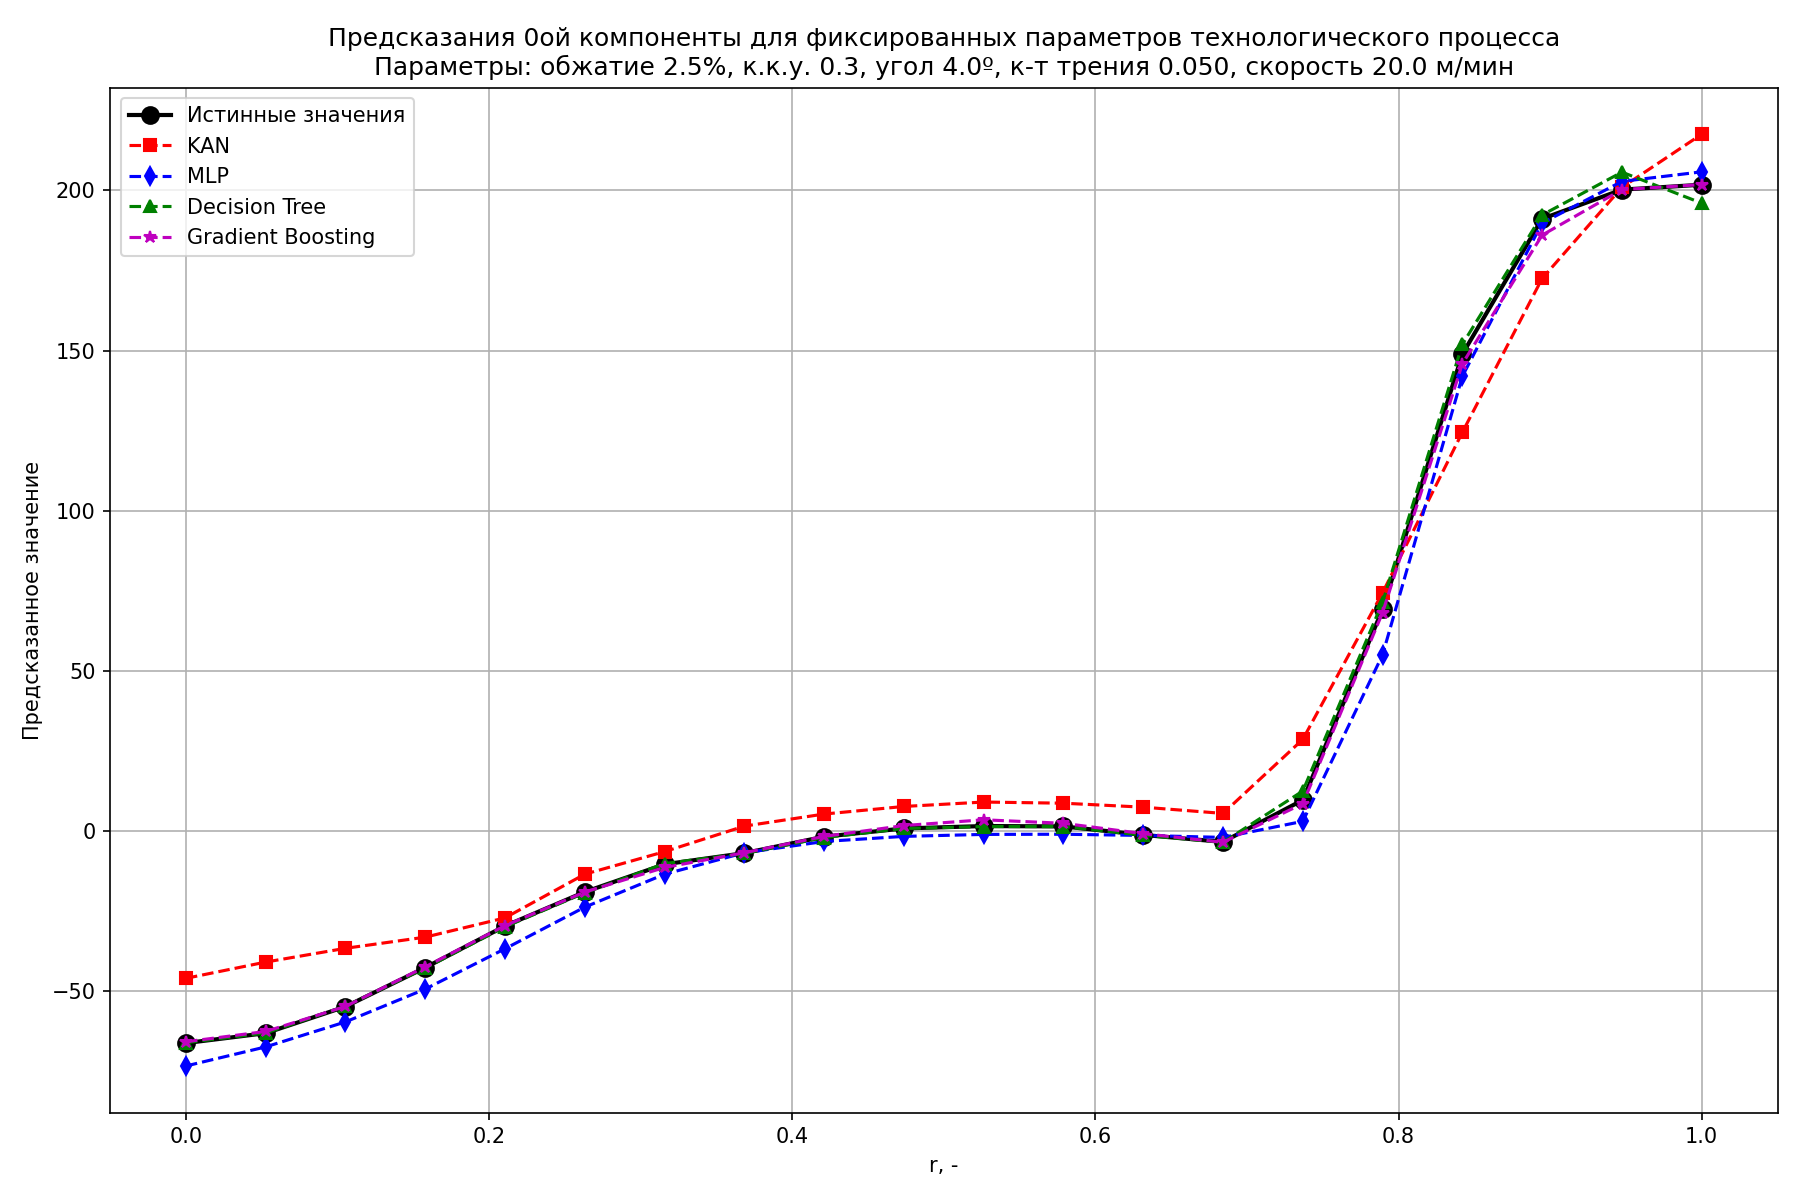 Предсказания 0ой компоненты для фиксированных параметров технологического процесса
Параметры: обжатие 2.5%, к.к.у. 0.3, угол 4.0º, к-т трения 0.050, скорость 20.0 м/мин
Истинные значения
KAN
MLP
Decision Tree
Gradient Boosting
Предсказанное значение
200
150
100
50
0
−50
0.0
0.2
0.4
0.6
0.8
1.0
r, -